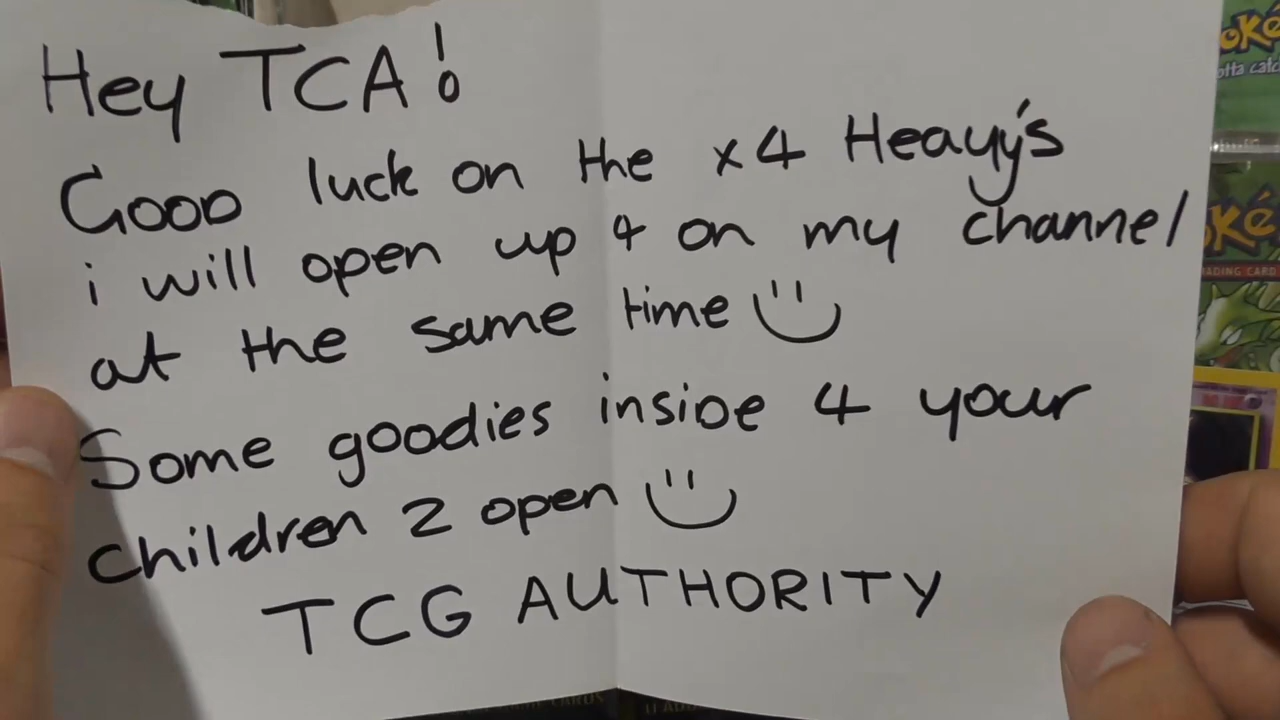 Hey TCA!
Good luck on the x4 Heavy's
i will open up 4 on my channel
at the same time
Some goodies inside 4 your
children 2 open
TCG AUTHORITY